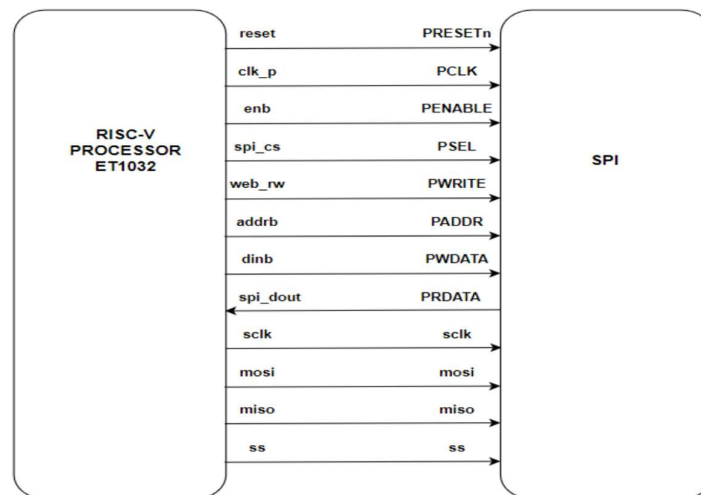 reset PRESETn
clk_p PCLK
enb PENABLE
RISC-V
PROCESSOR
ET1032
spi_cs PSEL
SPI
web_rw PWRITE
addrb PADDR
dinb PWDATA
spi_dout PRDATA
sclk sclk
mosi mosi
miso miso
ss ss